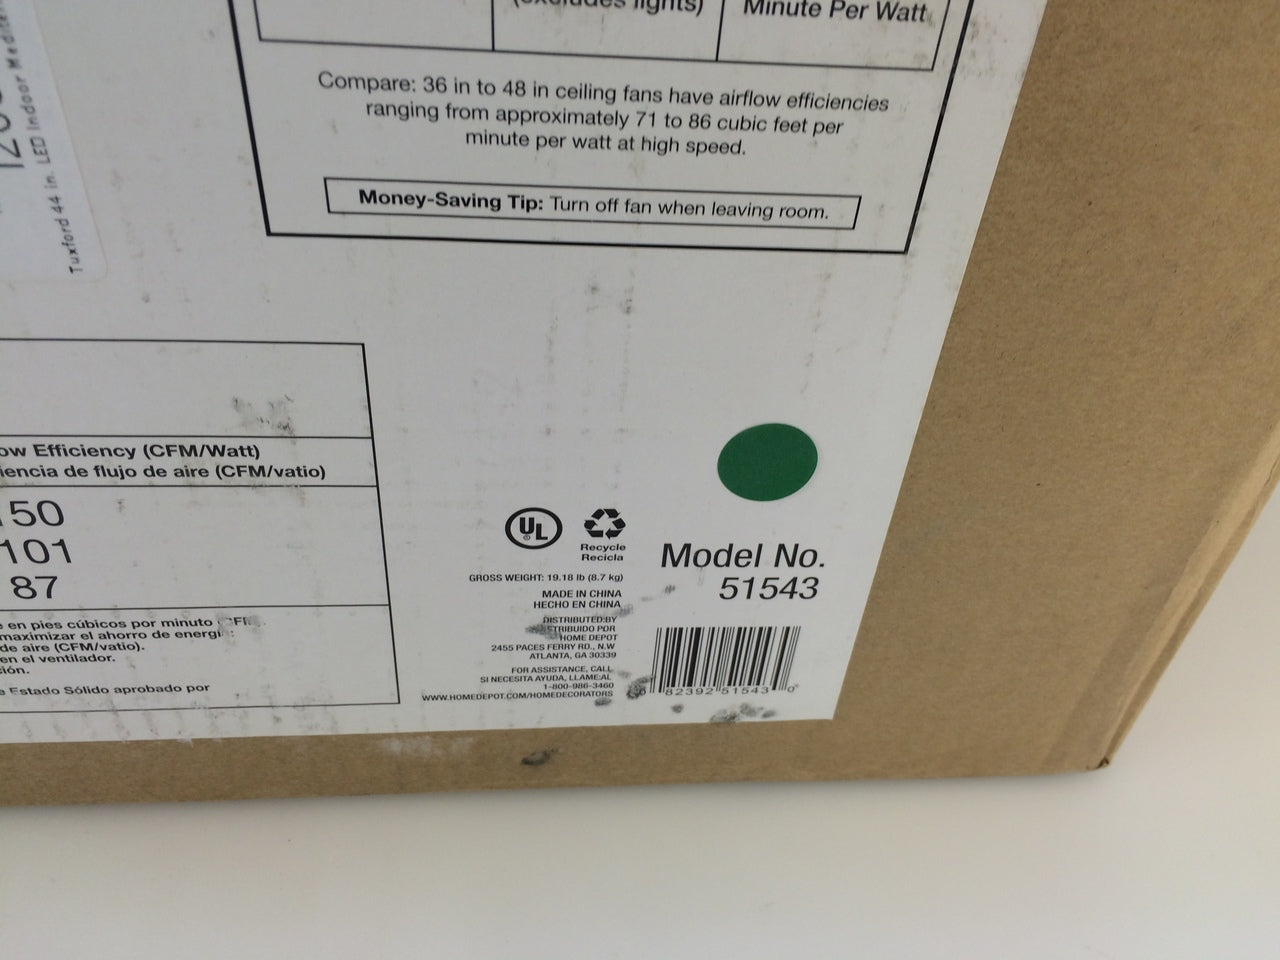 (excludes lights)
Minute Per Watt
Compare: 36 in to 48 in ceiling fans have airflow efficiencies
ranging from approximately 71 to 86 cubic feet per
minute per watt at high speed.
Money-Saving Tip: Turn off fan when leaving room.
Tuxford 44 in. LED Indoor
Efficiency (CFM/Watt)
de flujo de aire (CFM/vatio)
150
101
87
en pies cúbicos por minuto
maximizar el ahorro de
de aire (CFM/vatio).
en el ventilador.
Estado Sólido aprobado por
UL
Recycle
Recicla
GROSS WEIGHT: 19.18 lb (8.7 kg)
MADE IN CHINA
HECHO EN CHINA
DISTRIBUTED BY
POR
HOME DEPOT
2455 PACES FERRY RD., N.W
ATLANTA, GA 30339
FOR ASSISTANCE, CALL
SI NECESITA AYUDA, LLAME AL
1-800-986-3460
WWW.HOMEDEPOT.COM/HOMEDECORATORS
Model No.
51543
82392 51543 0